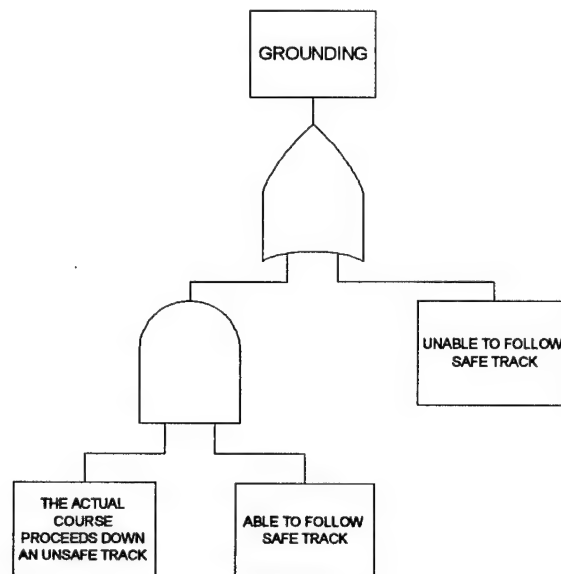 GROUNDING
UNABLE TO FOLLOW
SAFE TRACK
THE ACTUAL
COURSE
PROCEEDS DOWN
AN UNSAFE TRACK
ABLE TO FOLLOW
SAFE TRACK